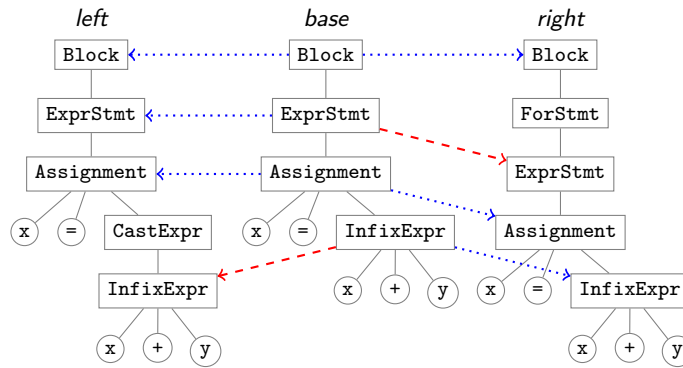 left base right
Block Block Block
ExprStmt ExprStmt ForStmt
Assignment Assignment ExprStmt
x = CastExpr x = InfixExpr Assignment
InfixExpr x + y x = InfixExpr
x + y x + y